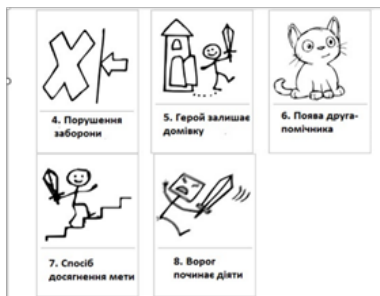 4. Порушення
заборони
5. Герой залишає
домівку
6. Поява друга-
помічника
7. Спосіб
досягнення мети
8. Ворог
починає діяти